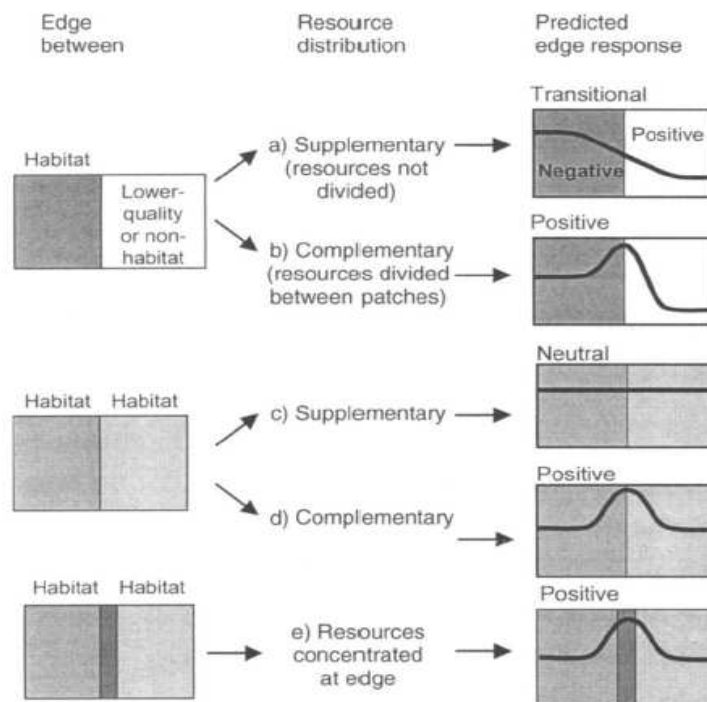 Edge
between
Resource
distribution
Predicted
edge response
Habitat
Lower-
quality
or non-
habitat
a) Supplementary
(resources not
divided)
Transitional
Positive
Negative
b) Complementary
(resources divided
between patches)
Positive
Habitat Habitat
c) Supplementary
Neutral
d) Complementary
Positive
Habitat Habitat
e) Resources
concentrated
at edge
Positive